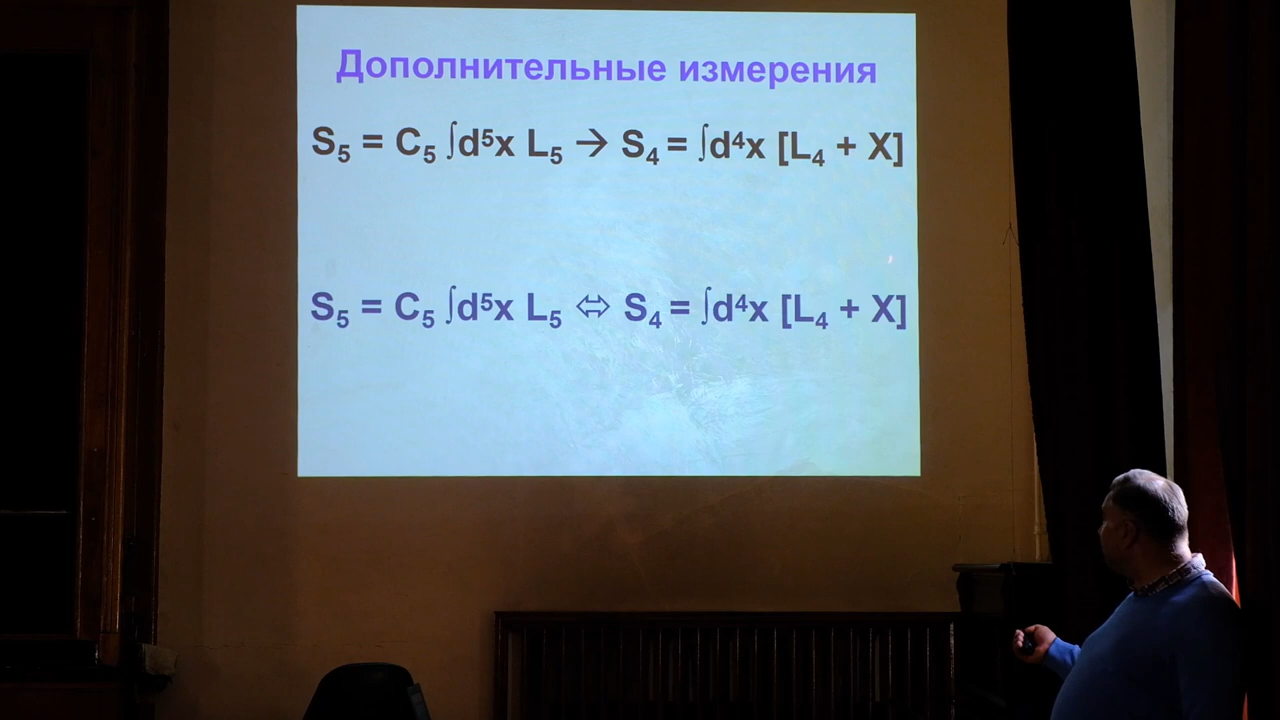 Дополнительные измерения
S₅ = C₅ ∫d⁵x L₅ → S₄ = ∫d⁴x [L₄ + X]
S₅ = C₅ ∫d⁵x L₅ ⇔ S₄ = ∫d⁴x [L₄ + X]